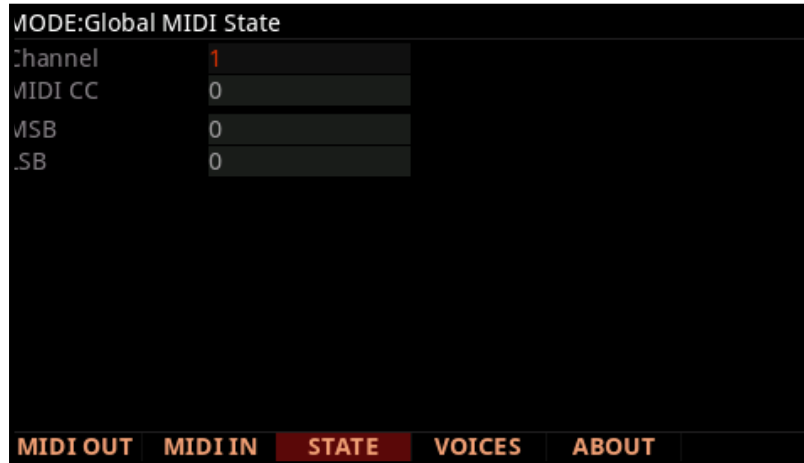 MODE:Global MIDI State
Channel 1
MIDI CC 0
MSB 0
LSB 0
MIDI OUT MIDI IN STATE VOICES ABOUT